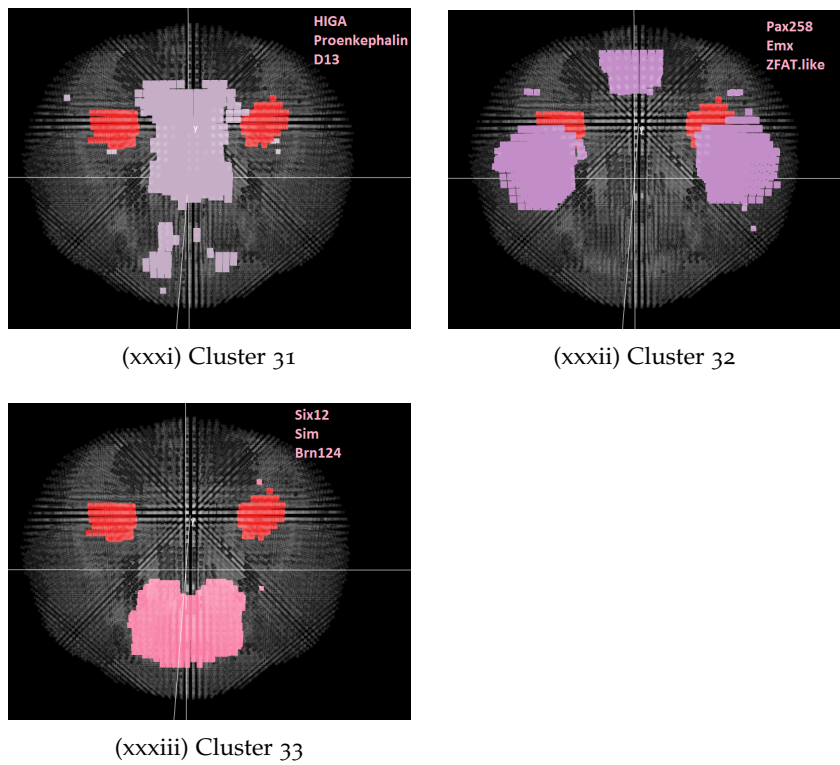 HIGA
Proenkephalin
D13
y
(xxxi) Cluster 31
Pax258
Emx
ZFAT.like
y
(xxxii) Cluster 32
Six12
Sim
Brn124
y
(xxxiii) Cluster 33